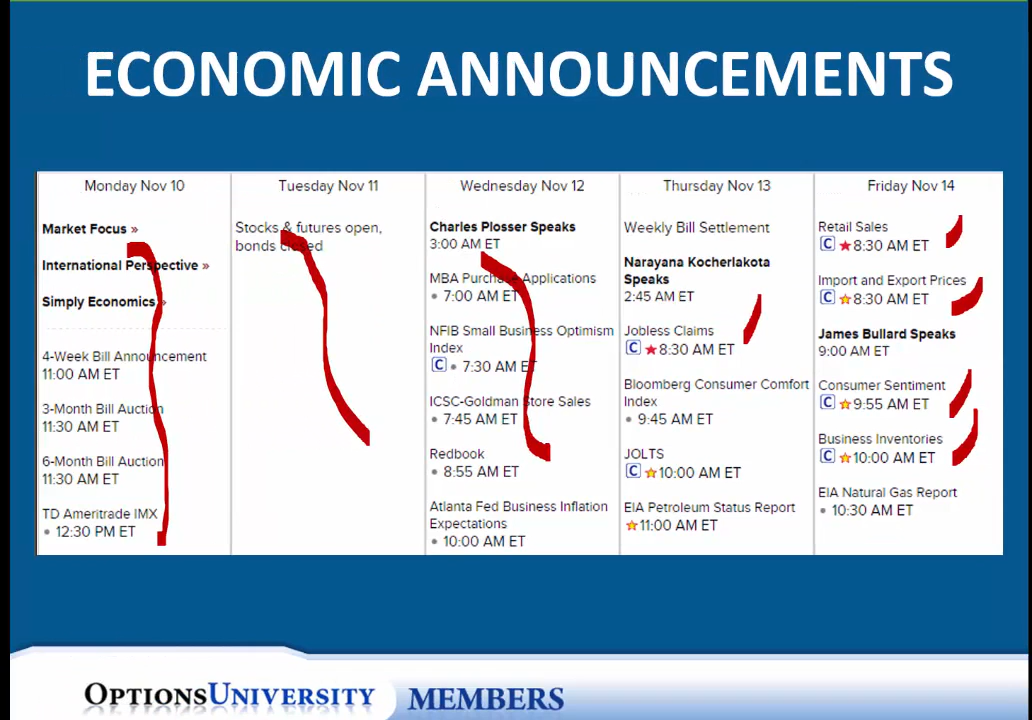 ECONOMIC ANNOUNCEMENTS
Monday Nov 10
Market Focus »
International Perspective »
Simply Economics »
4-Week Bill Announcement
11:00 AM ET
3-Month Bill Auction
11:30 AM ET
6-Month Bill Auction
11:30 AM ET
TD Ameritrade IMX
• 12:30 PM ET
Tuesday Nov 11
Stocks & futures open,
bonds closed
Wednesday Nov 12
Charles Plosser Speaks
3:00 AM ET
MBA Purchase Applications
• 7:00 AM ET
NFIB Small Business Optimism
Index
C • 7:30 AM ET
ICSC-Goldman Store Sales
• 7:45 AM ET
Redbook
• 8:55 AM ET
Atlanta Fed Business Inflation
Expectations
• 10:00 AM ET
Thursday Nov 13
Weekly Bill Settlement
Narayana Kocherlakota
Speaks
2:45 AM ET
Jobless Claims
C ★ 8:30 AM ET
Bloomberg Consumer Comfort
Index
• 9:45 AM ET
JOLTS
C ★ 10:00 AM ET
EIA Petroleum Status Report
★ 11:00 AM ET
Friday Nov 14
Retail Sales
C ★ 8:30 AM ET
Import and Export Prices
C ★ 8:30 AM ET
James Bullard Speaks
9:00 AM ET
Consumer Sentiment
C ★ 9:55 AM ET
Business Inventories
C ★ 10:00 AM ET
EIA Natural Gas Report
• 10:30 AM ET
OPTIONSUNIVERSITY MEMBERS